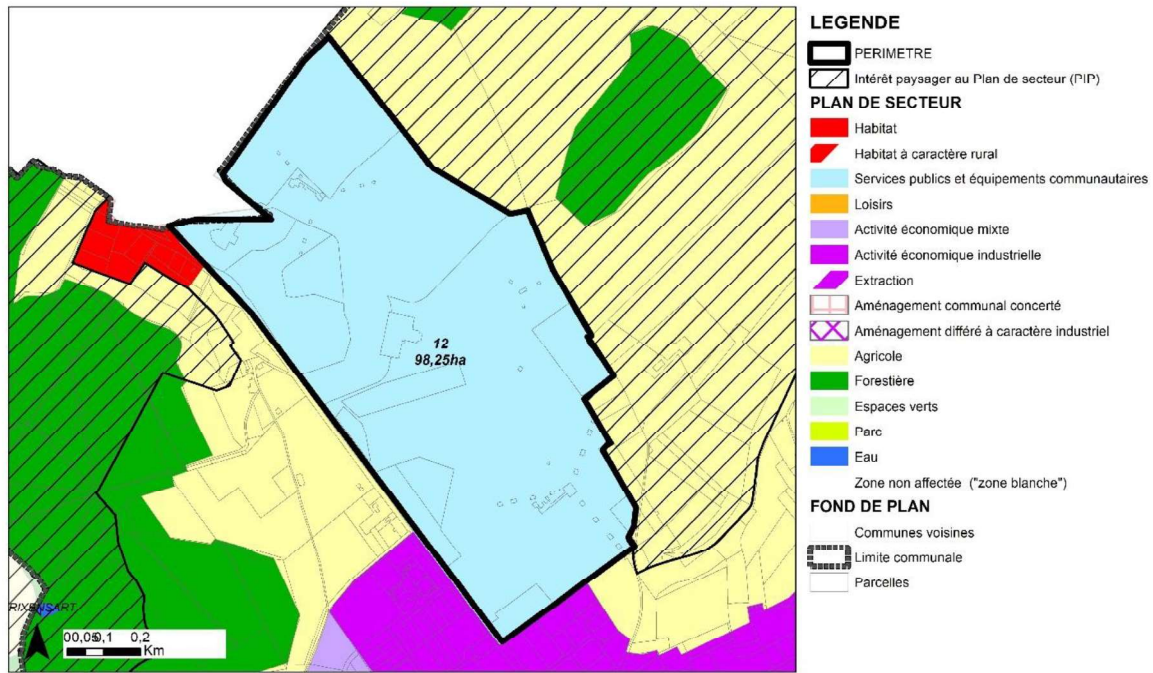 12
98,25ha
RIXENSART
00,050,1 0,2
Km
LEGENDE
PERIMETRE
Intérêt paysager au Plan de secteur (PIP)
PLAN DE SECTEUR
Habitat
Habitat à caractère rural
Services publics et équipements communautaires
Loisirs
Activité économique mixte
Activité économique industrielle
Extraction
Aménagement communal concerté
Aménagement différé à caractère industriel
Agricole
Forestière
Espaces verts
Parc
Eau
Zone non affectée ("zone blanche")
FOND DE PLAN
Communes voisines
Limite communale
Parcelles